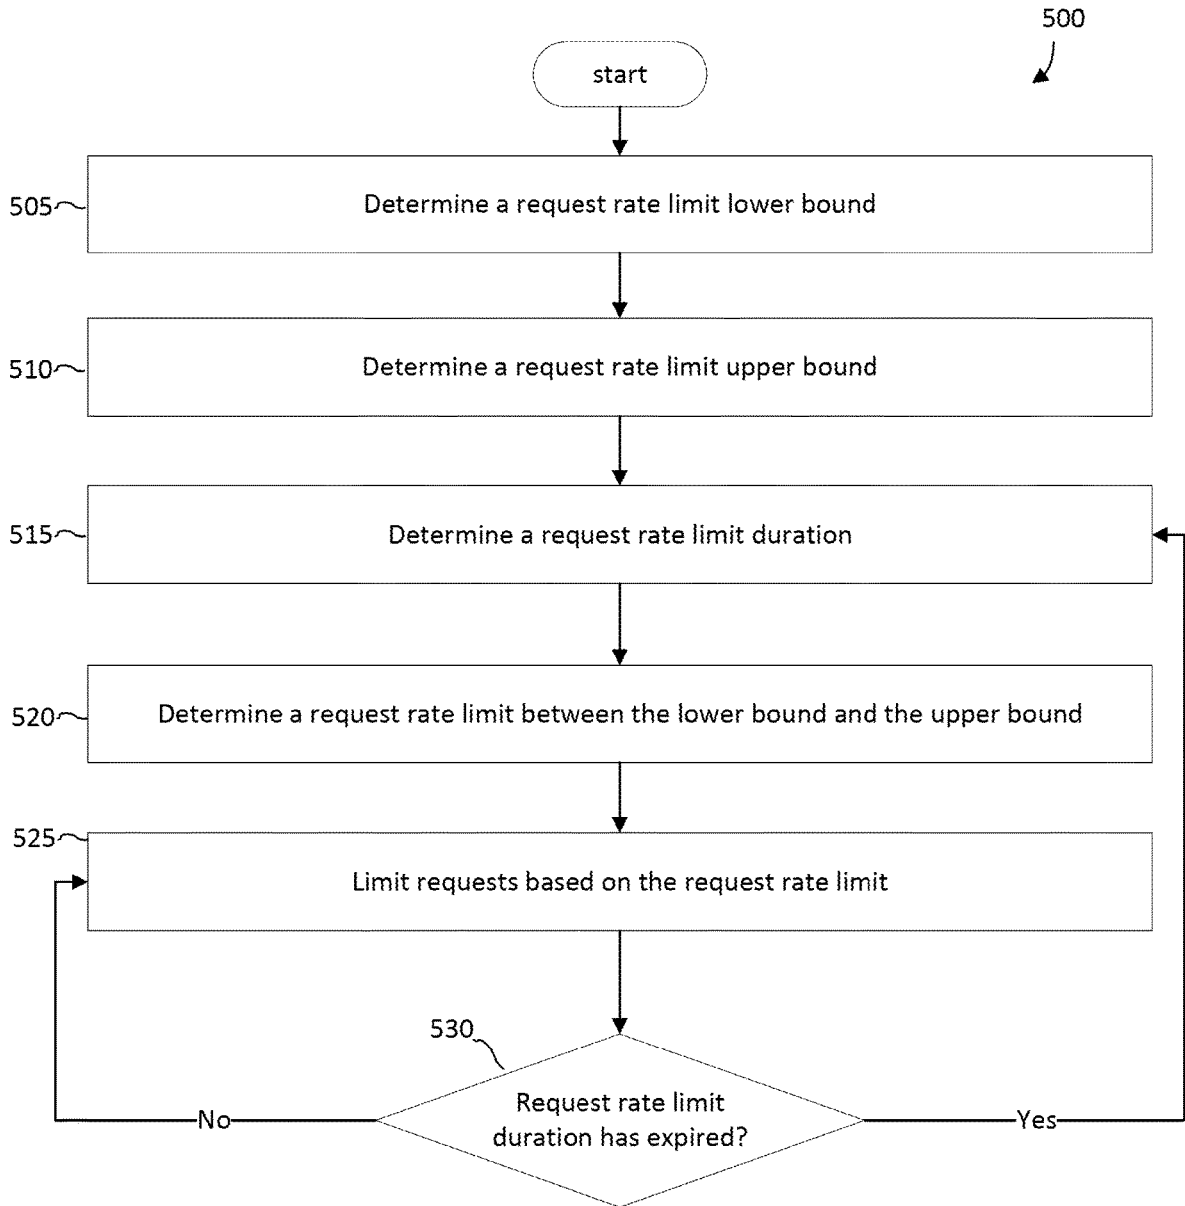 500
start
505
Determine a request rate limit lower bound
510
Determine a request rate limit upper bound
515
Determine a request rate limit duration
520
Determine a request rate limit between the lower bound and the upper bound
525
Limit requests based on the request rate limit
530
Request rate limit
duration has expired?
No
Yes